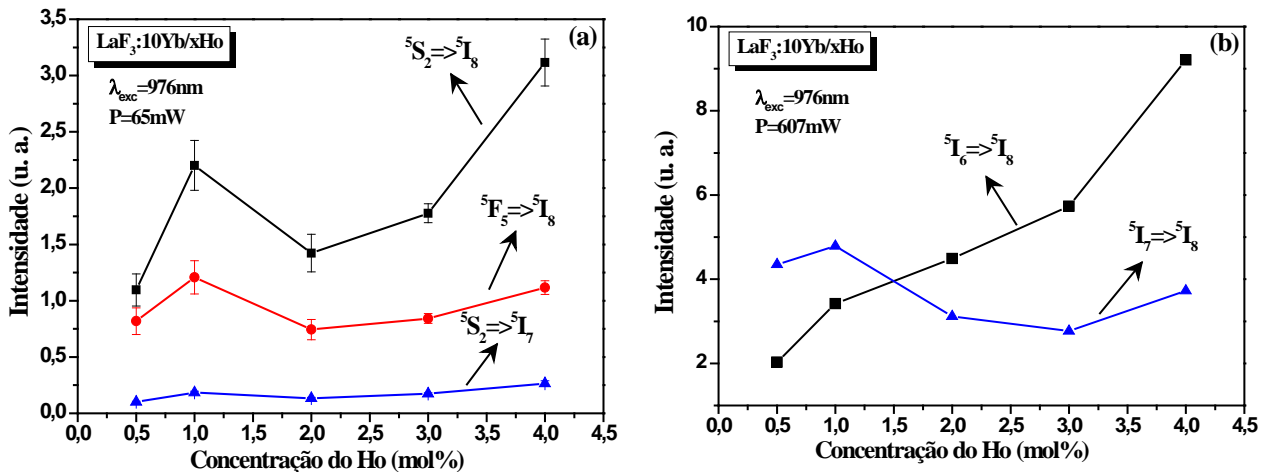 (a)
LaF₃:10Yb/xHo
λexc=976nm
P=65mW
⁵S₂=>⁵I₈
⁵F₅=>⁵I₈
⁵S₂=>⁵I₇
Intensidade (u. a.)
3,5
3,0
2,5
2,0
1,5
1,0
0,5
0,0
0,0 0,5 1,0 1,5 2,0 2,5 3,0 3,5 4,0 4,5
Concentração do Ho (mol%)
(b)
LaF₃:10Yb/xHo
λexc=976nm
P=607mW
⁵I₆=>⁵I₈
⁵I₇=>⁵I₈
Intensidade (u. a.)
10
8
6
4
2
0,0 0,5 1,0 1,5 2,0 2,5 3,0 3,5 4,0 4,5
Concentração do Ho (mol%)